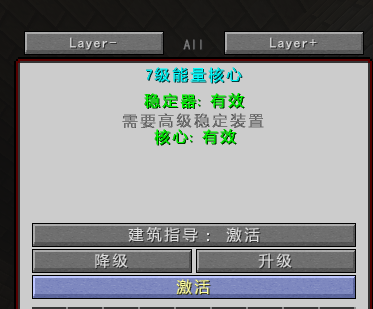 Layer- All Layer+
7级能量核心
稳定器: 有效
需要高级稳定装置
核心: 有效
建筑指导： 激活
降级 升级
激活